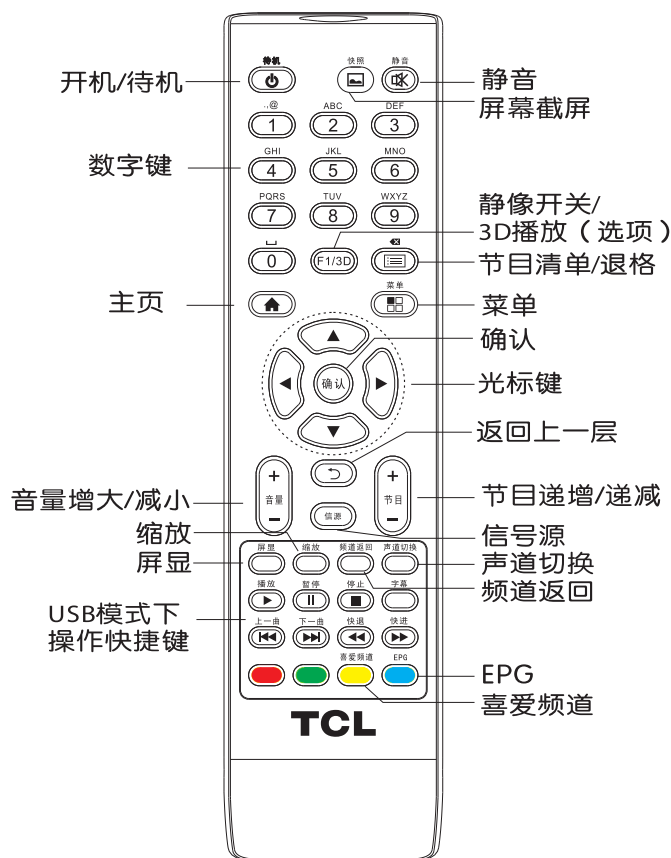 待机
快照
静音
开机/待机
静音
屏幕截屏
.,@
ABC
DEF
1
2
3
GHI
JKL
MNO
数字键
4
5
6
PQRS
TUV
WXYZ
7
8
9
静像开关/
3D播放（选项）
0
F1/3D
节目清单/退格
主页
菜单
菜单
确认
确认
光标键
返回上一层
+
音量
−
+
节目
−
音量增大/减小
节目递增/递减
信源
缩放
信号源
屏显
声道切换
频道返回
屏显
缩放
频道返回
声道切换
播放
暂停
停止
字幕
USB模式下
操作快捷键
上一曲
下一曲
快退
快进
喜爱频道
EPG
EPG
喜爱频道
TCL